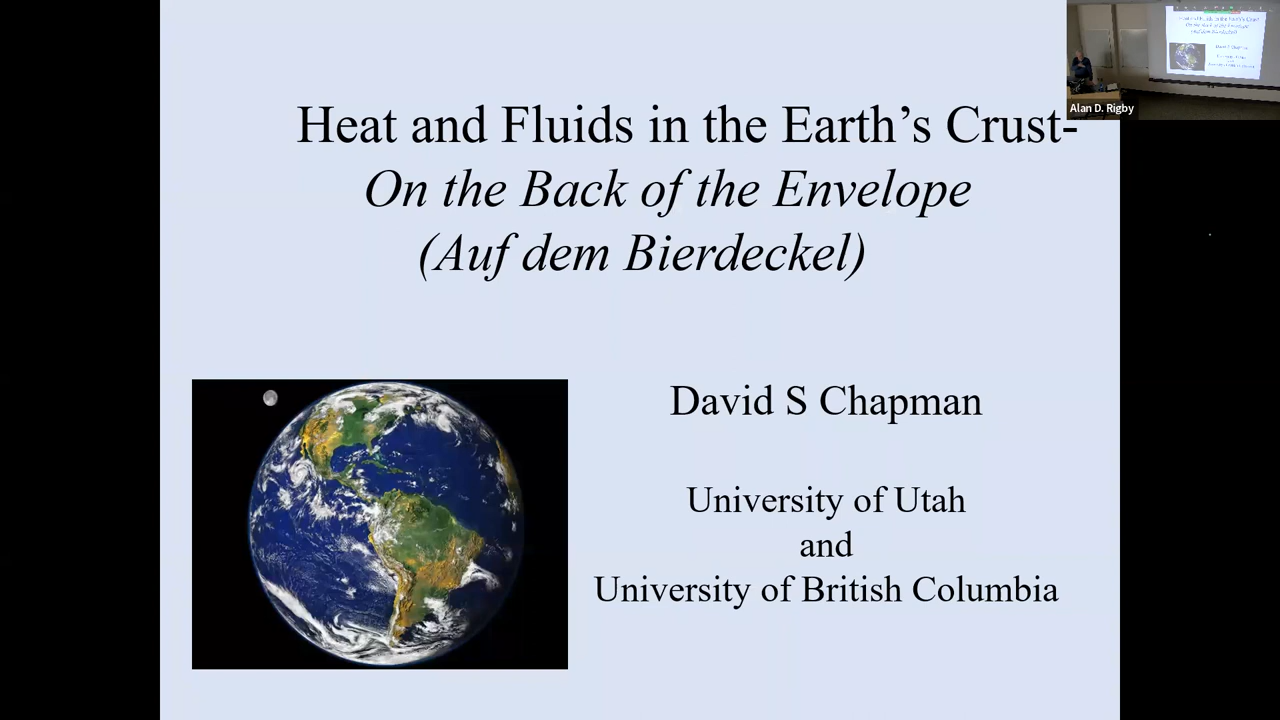 Heat and Fluids in the Earth's Crust-
On the Back of the Envelope
(Auf dem Bierdeckel)
David S Chapman
University of Utah
and
University of British Columbia
Alan D. Rigby